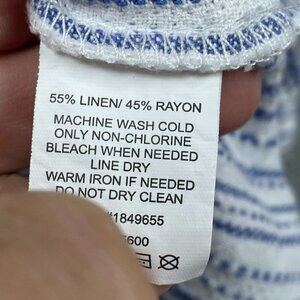 55% LINEN/ 45% RAYON
MACHINE WASH COLD
ONLY NON-CHLORINE
BLEACH WHEN NEEDED
LINE DRY
WARM IRON IF NEEDED
DO NOT DRY CLEAN
#1849655